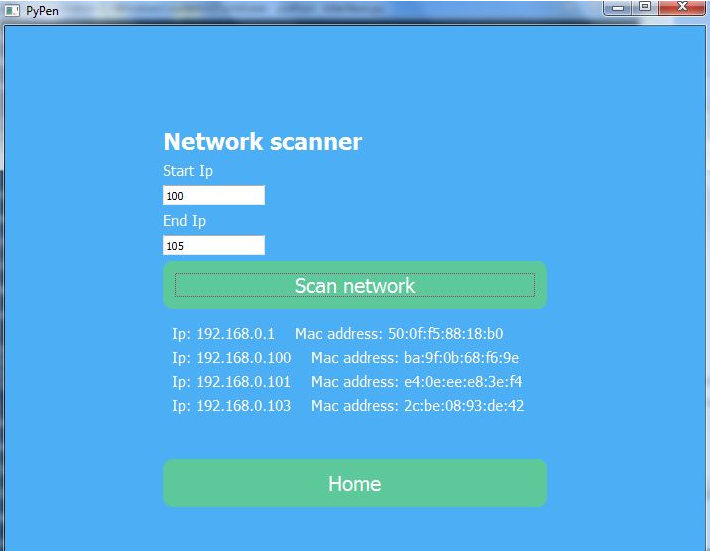 PyPen
Network scanner
Start Ip
100
End Ip
105
Scan network
Ip: 192.168.0.1 Mac address: 50:0f:f5:88:18:b0
Ip: 192.168.0.100 Mac address: ba:9f:0b:68:f6:9e
Ip: 192.168.0.101 Mac address: e4:0e:ee:e8:3e:f4
Ip: 192.168.0.103 Mac address: 2c:be:08:93:de:42
Home